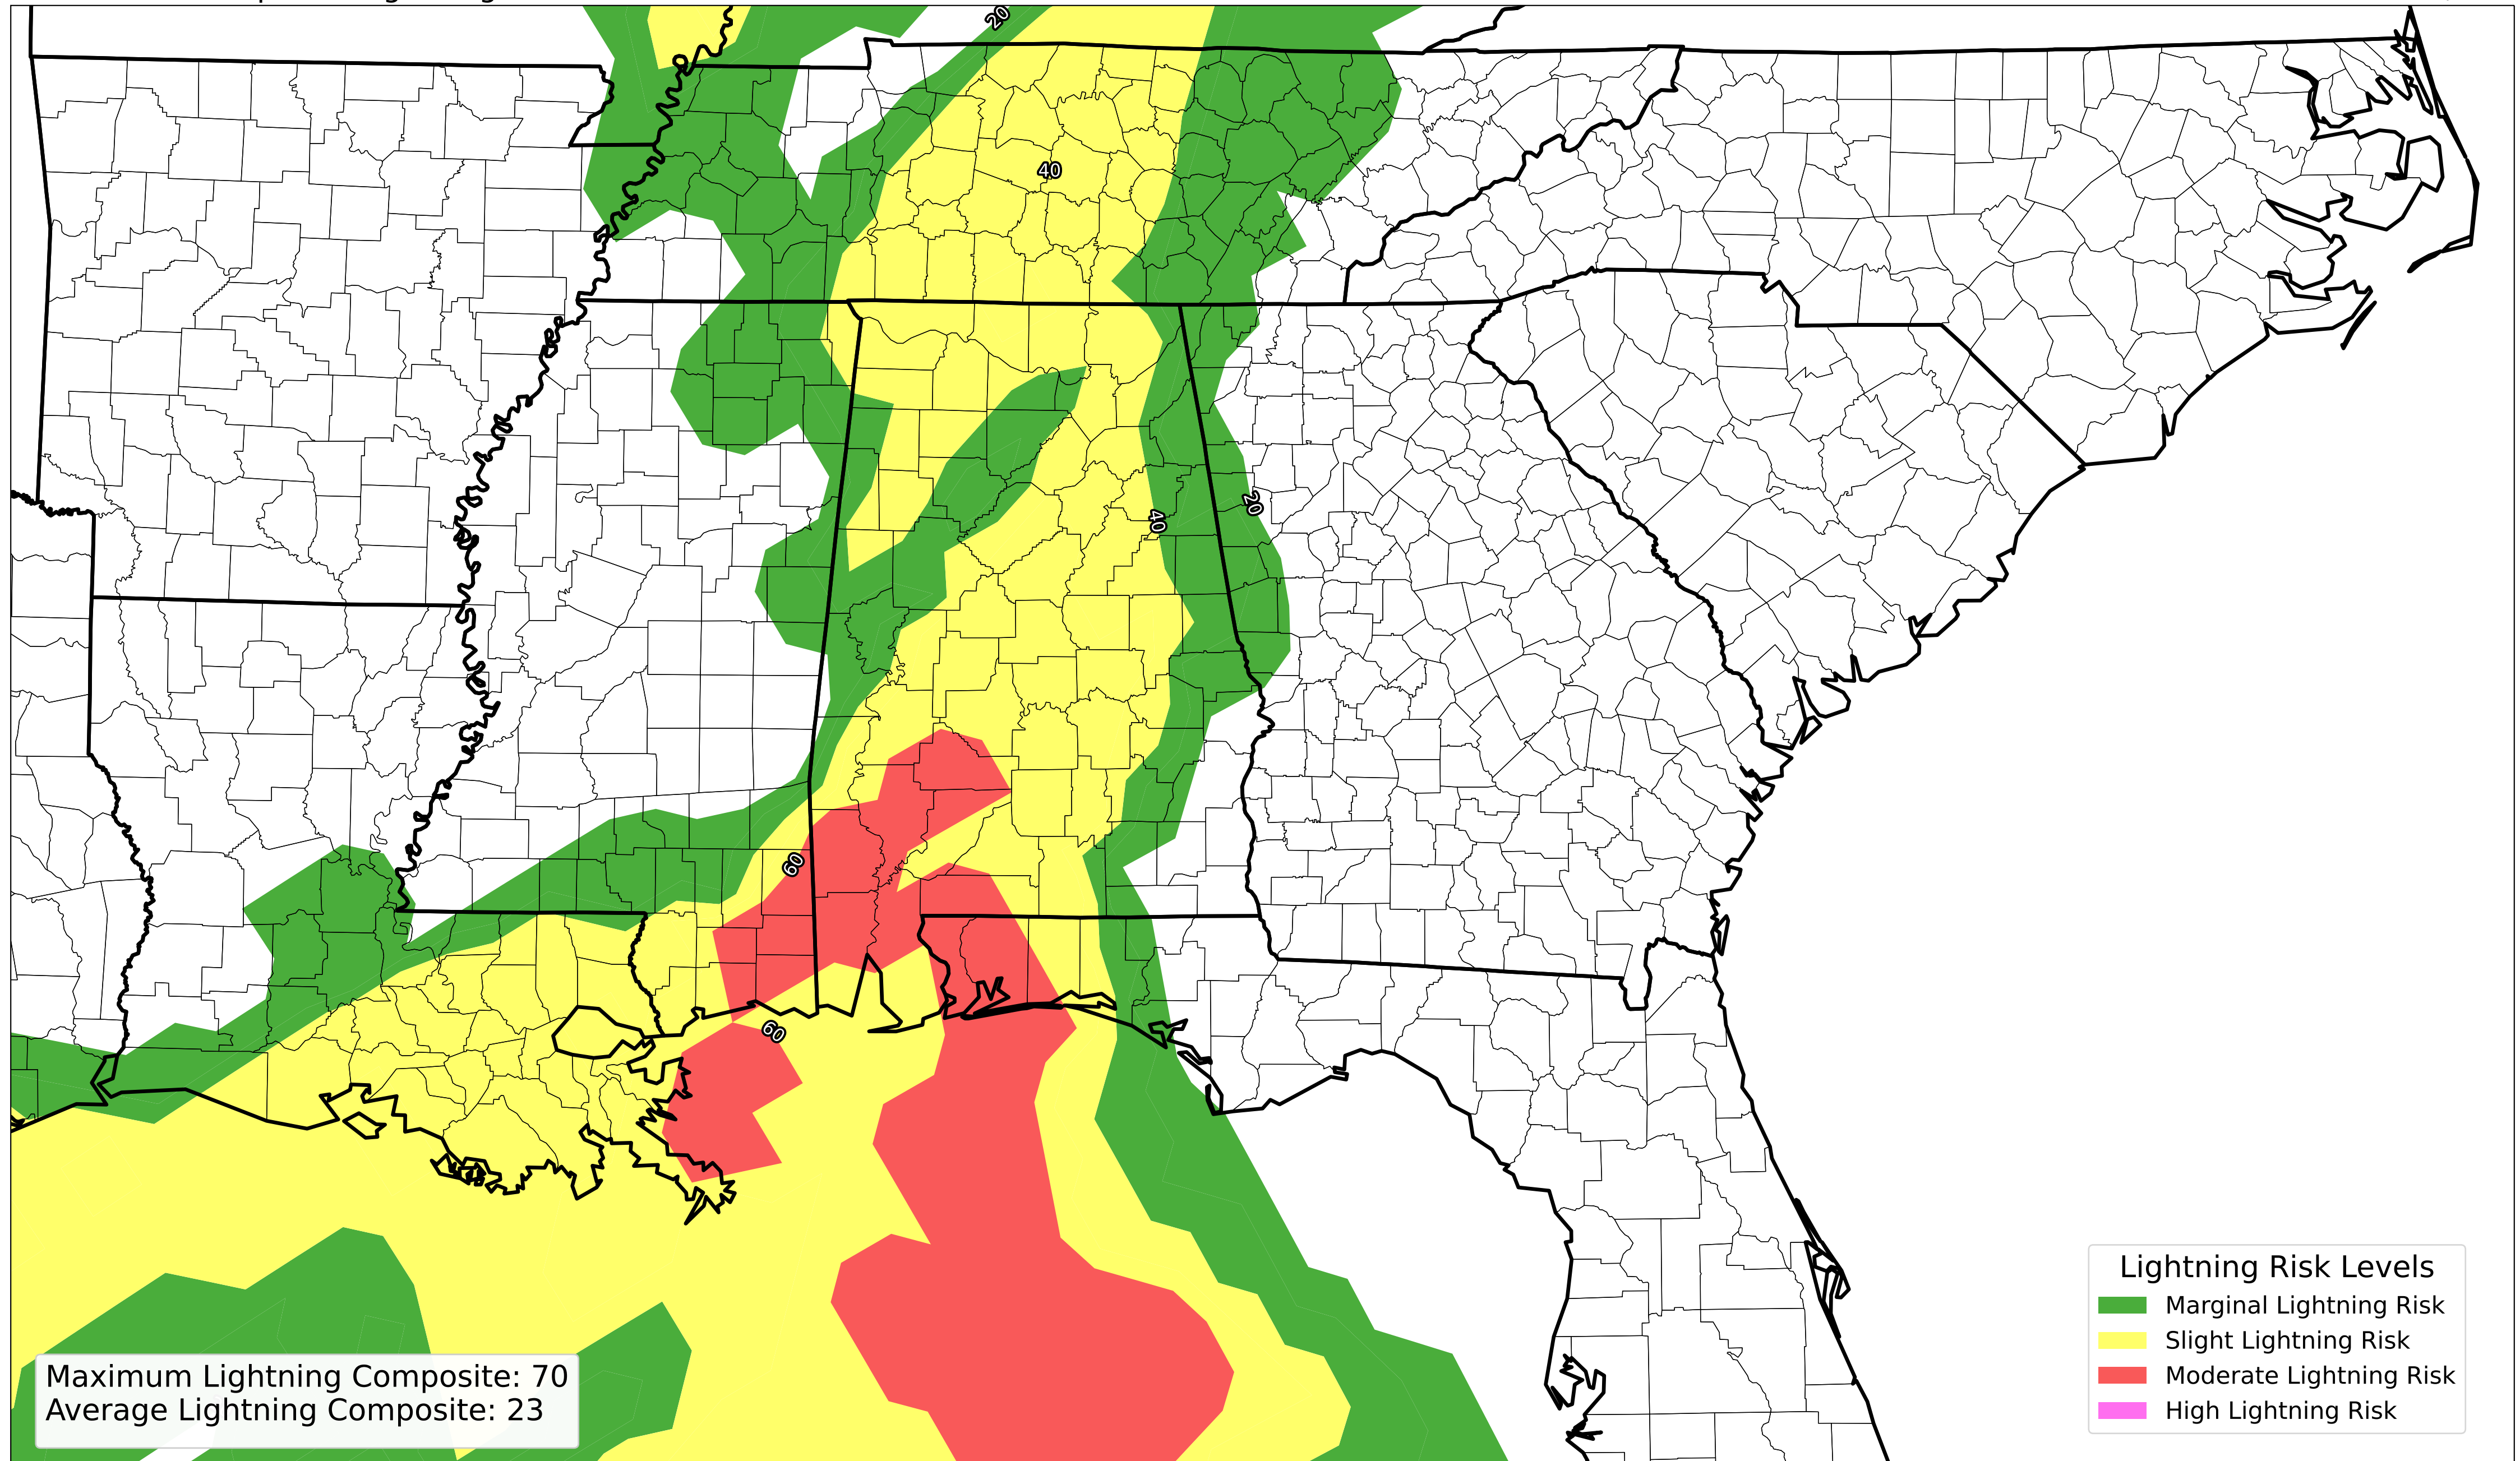 20
40
40
20
60
60
Lightning Risk Levels
Marginal Lightning Risk
Slight Lightning Risk
Moderate Lightning Risk
High Lightning Risk
Maximum Lightning Composite: 70
Average Lightning Composite: 23